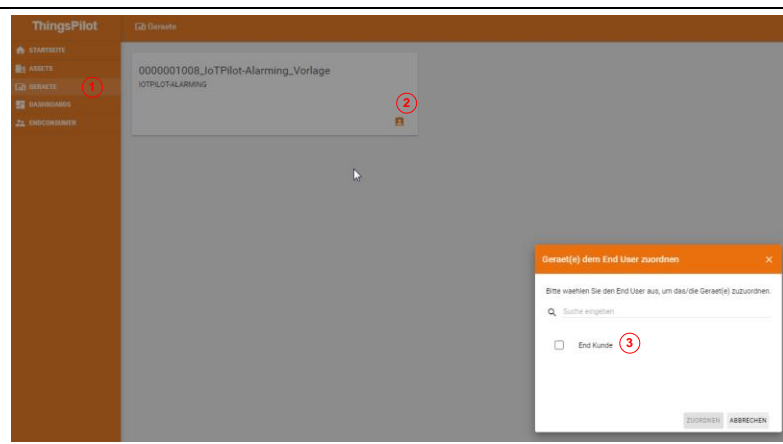 ThingsPilot
Geraete
STARTSEITE
ASSETS
GERAETE
1
DASHBOARDS
ENDCONSUMER
0000001008_IoTPilot-Alarming_Vorlage
IOTPILOT-ALARMING
2
Geraet(e) dem End User zuordnen
Bitte waehlen Sie den End User aus, um das/die Geraet(e) zuzuordnen.
Suche eingeben
End Kunde
3
ZUORDNEN ABBRECHEN